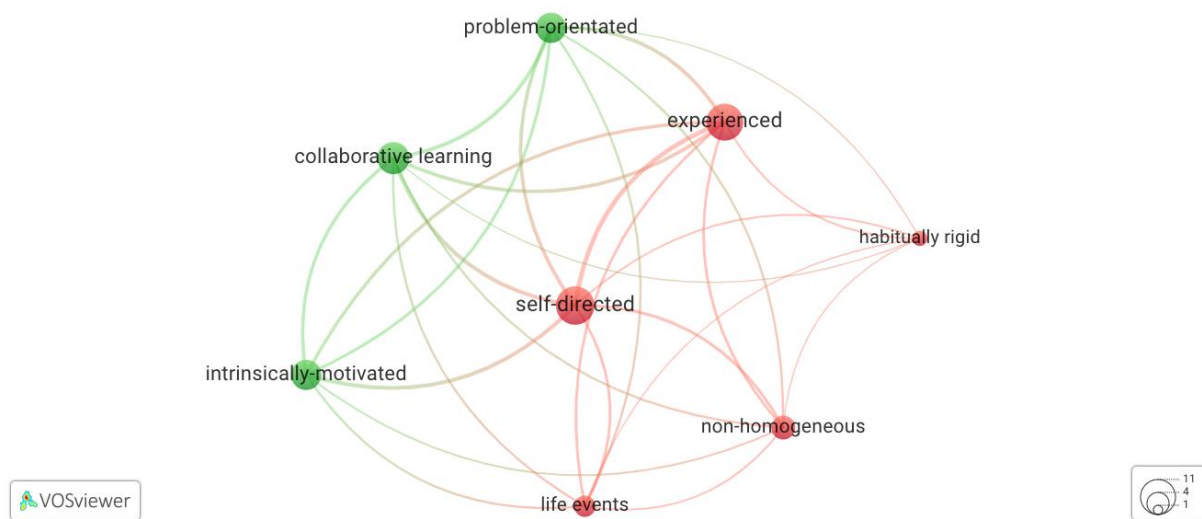 problem-orientated
experienced
collaborative learning
habitually rigid
self-directed
intrinsically-motivated
non-homogeneous
life events
VOSviewer
11
4
1